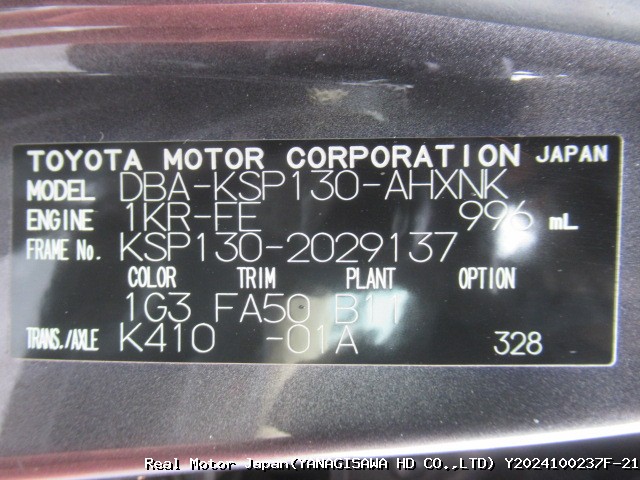 TOYOTA MOTOR CORPORATION JAPAN
MODEL DBA-KSP130-AHXNK
ENGINE 1KR-FE 996 mL
FRAME No. KSP130-2029137
COLOR TRIM PLANT OPTION
1G3 FA50 B11
TRANS./AXLE K410 -01A 328
Real Motor Japan(YANAGISAWA HD CO.,LTD) Y2024100237F-21